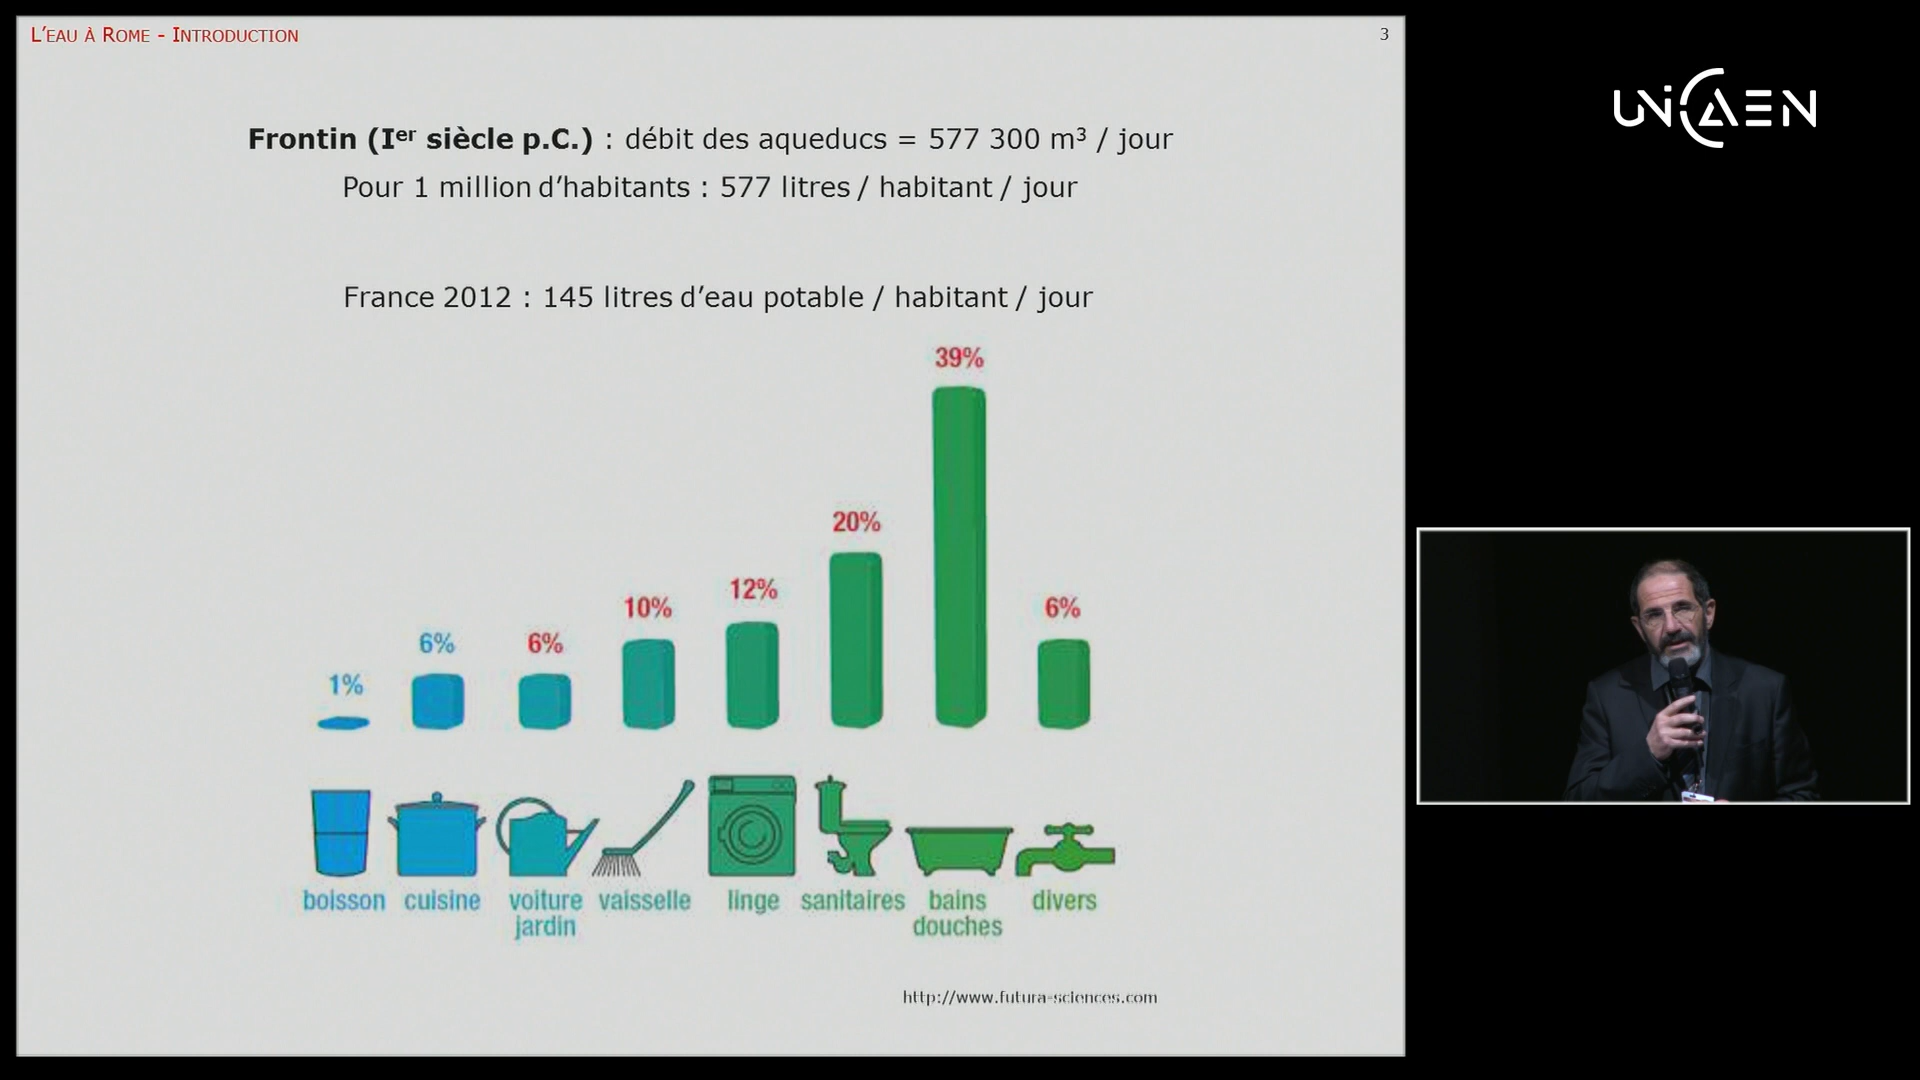 L'EAU À ROME - INTRODUCTION
3
UNICAEN
Frontin (Ier siècle p.C.) : débit des aqueducs = 577 300 m³ / jour
Pour 1 million d'habitants : 577 litres / habitant / jour
France 2012 : 145 litres d'eau potable / habitant / jour
1%
6%
6%
10%
12%
20%
39%
6%
boisson
cuisine
voiture
jardin
vaisselle
linge
sanitaires
bains
douches
divers
http://www.futura-sciences.com